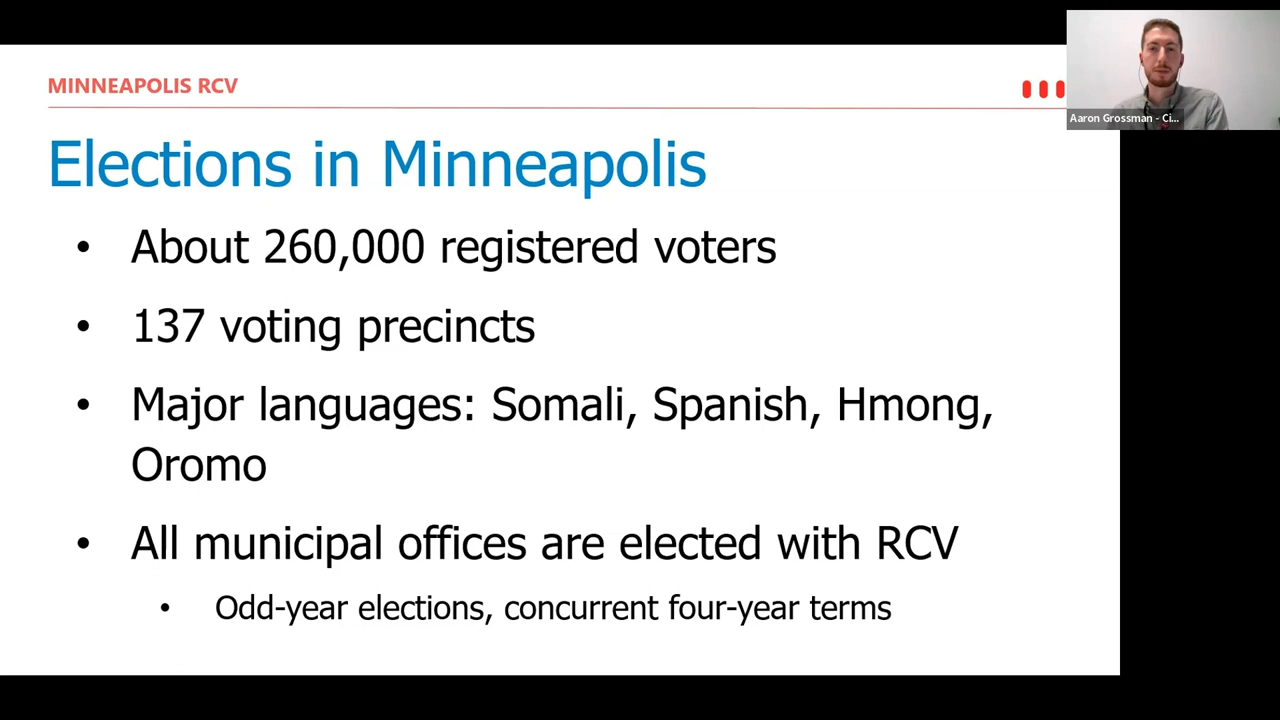 MINNEAPOLIS RCV
Aaron Grossman - Ci...
Elections in Minneapolis
• About 260,000 registered voters
• 137 voting precincts
• Major languages: Somali, Spanish, Hmong,
Oromo
• All municipal offices are elected with RCV
• Odd-year elections, concurrent four-year terms